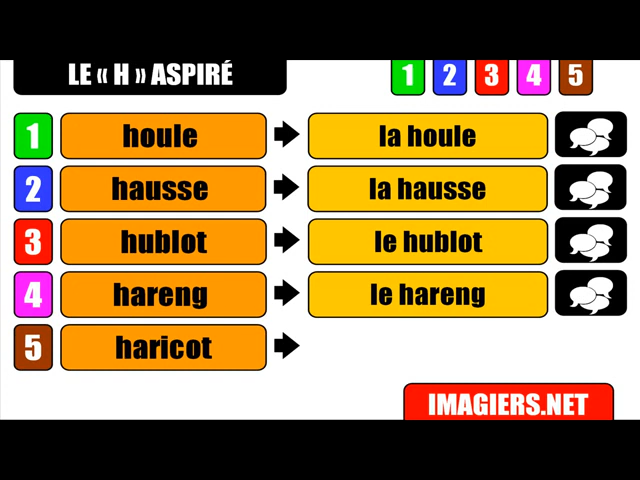 LE « H » ASPIRÉ
1 2 3 4 5
1 houle la houle
2 hausse la hausse
3 hublot le hublot
4 hareng le hareng
5 haricot
IMAGIERS.NET